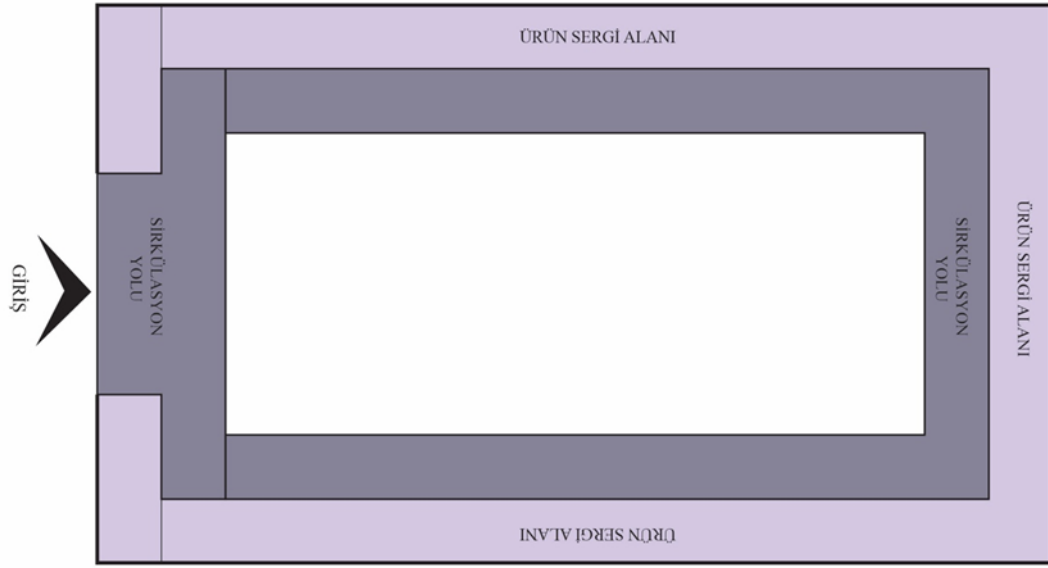 ÜRÜN SERGİ ALANI
GİRİŞ
SİRKÜLASYON
YOLU
SİRKÜLASYON
YOLU
ÜRÜN SERGİ ALANI
ÜRÜN SERGİ ALANI